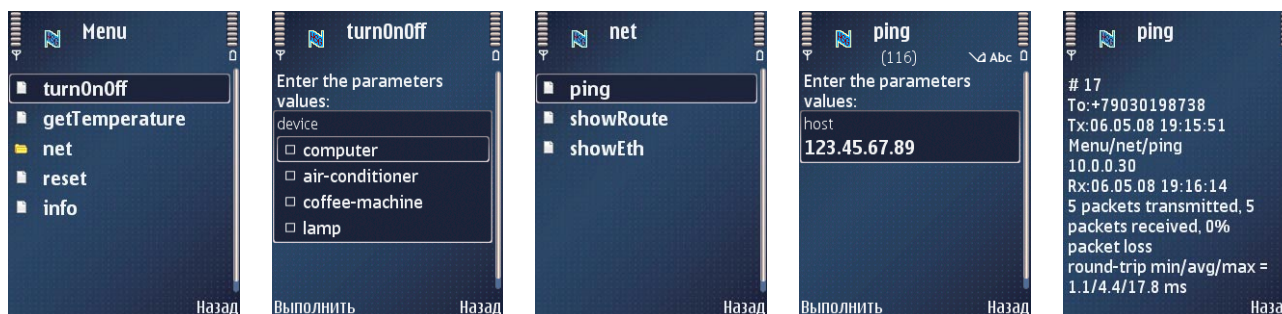 Menu
turnOnOff
getTemperature
net
reset
info
Назад
turnOnOff
Enter the parameters
values:
device
computer
air-conditioner
coffee-machine
lamp
Выполнить Назад
net
ping
showRoute
showEth
Назад
ping
(116) Abc
Enter the parameters
values:
host
123.45.67.89
Выполнить Назад
ping
# 17
To:+79030198738
Tx:06.05.08 19:15:51
Menu/net/ping
10.0.0.30
Rx:06.05.08 19:16:14
5 packets transmitted, 5
packets received, 0%
packet loss
round-trip min/avg/max =
1.1/4.4/17.8 ms
Наза